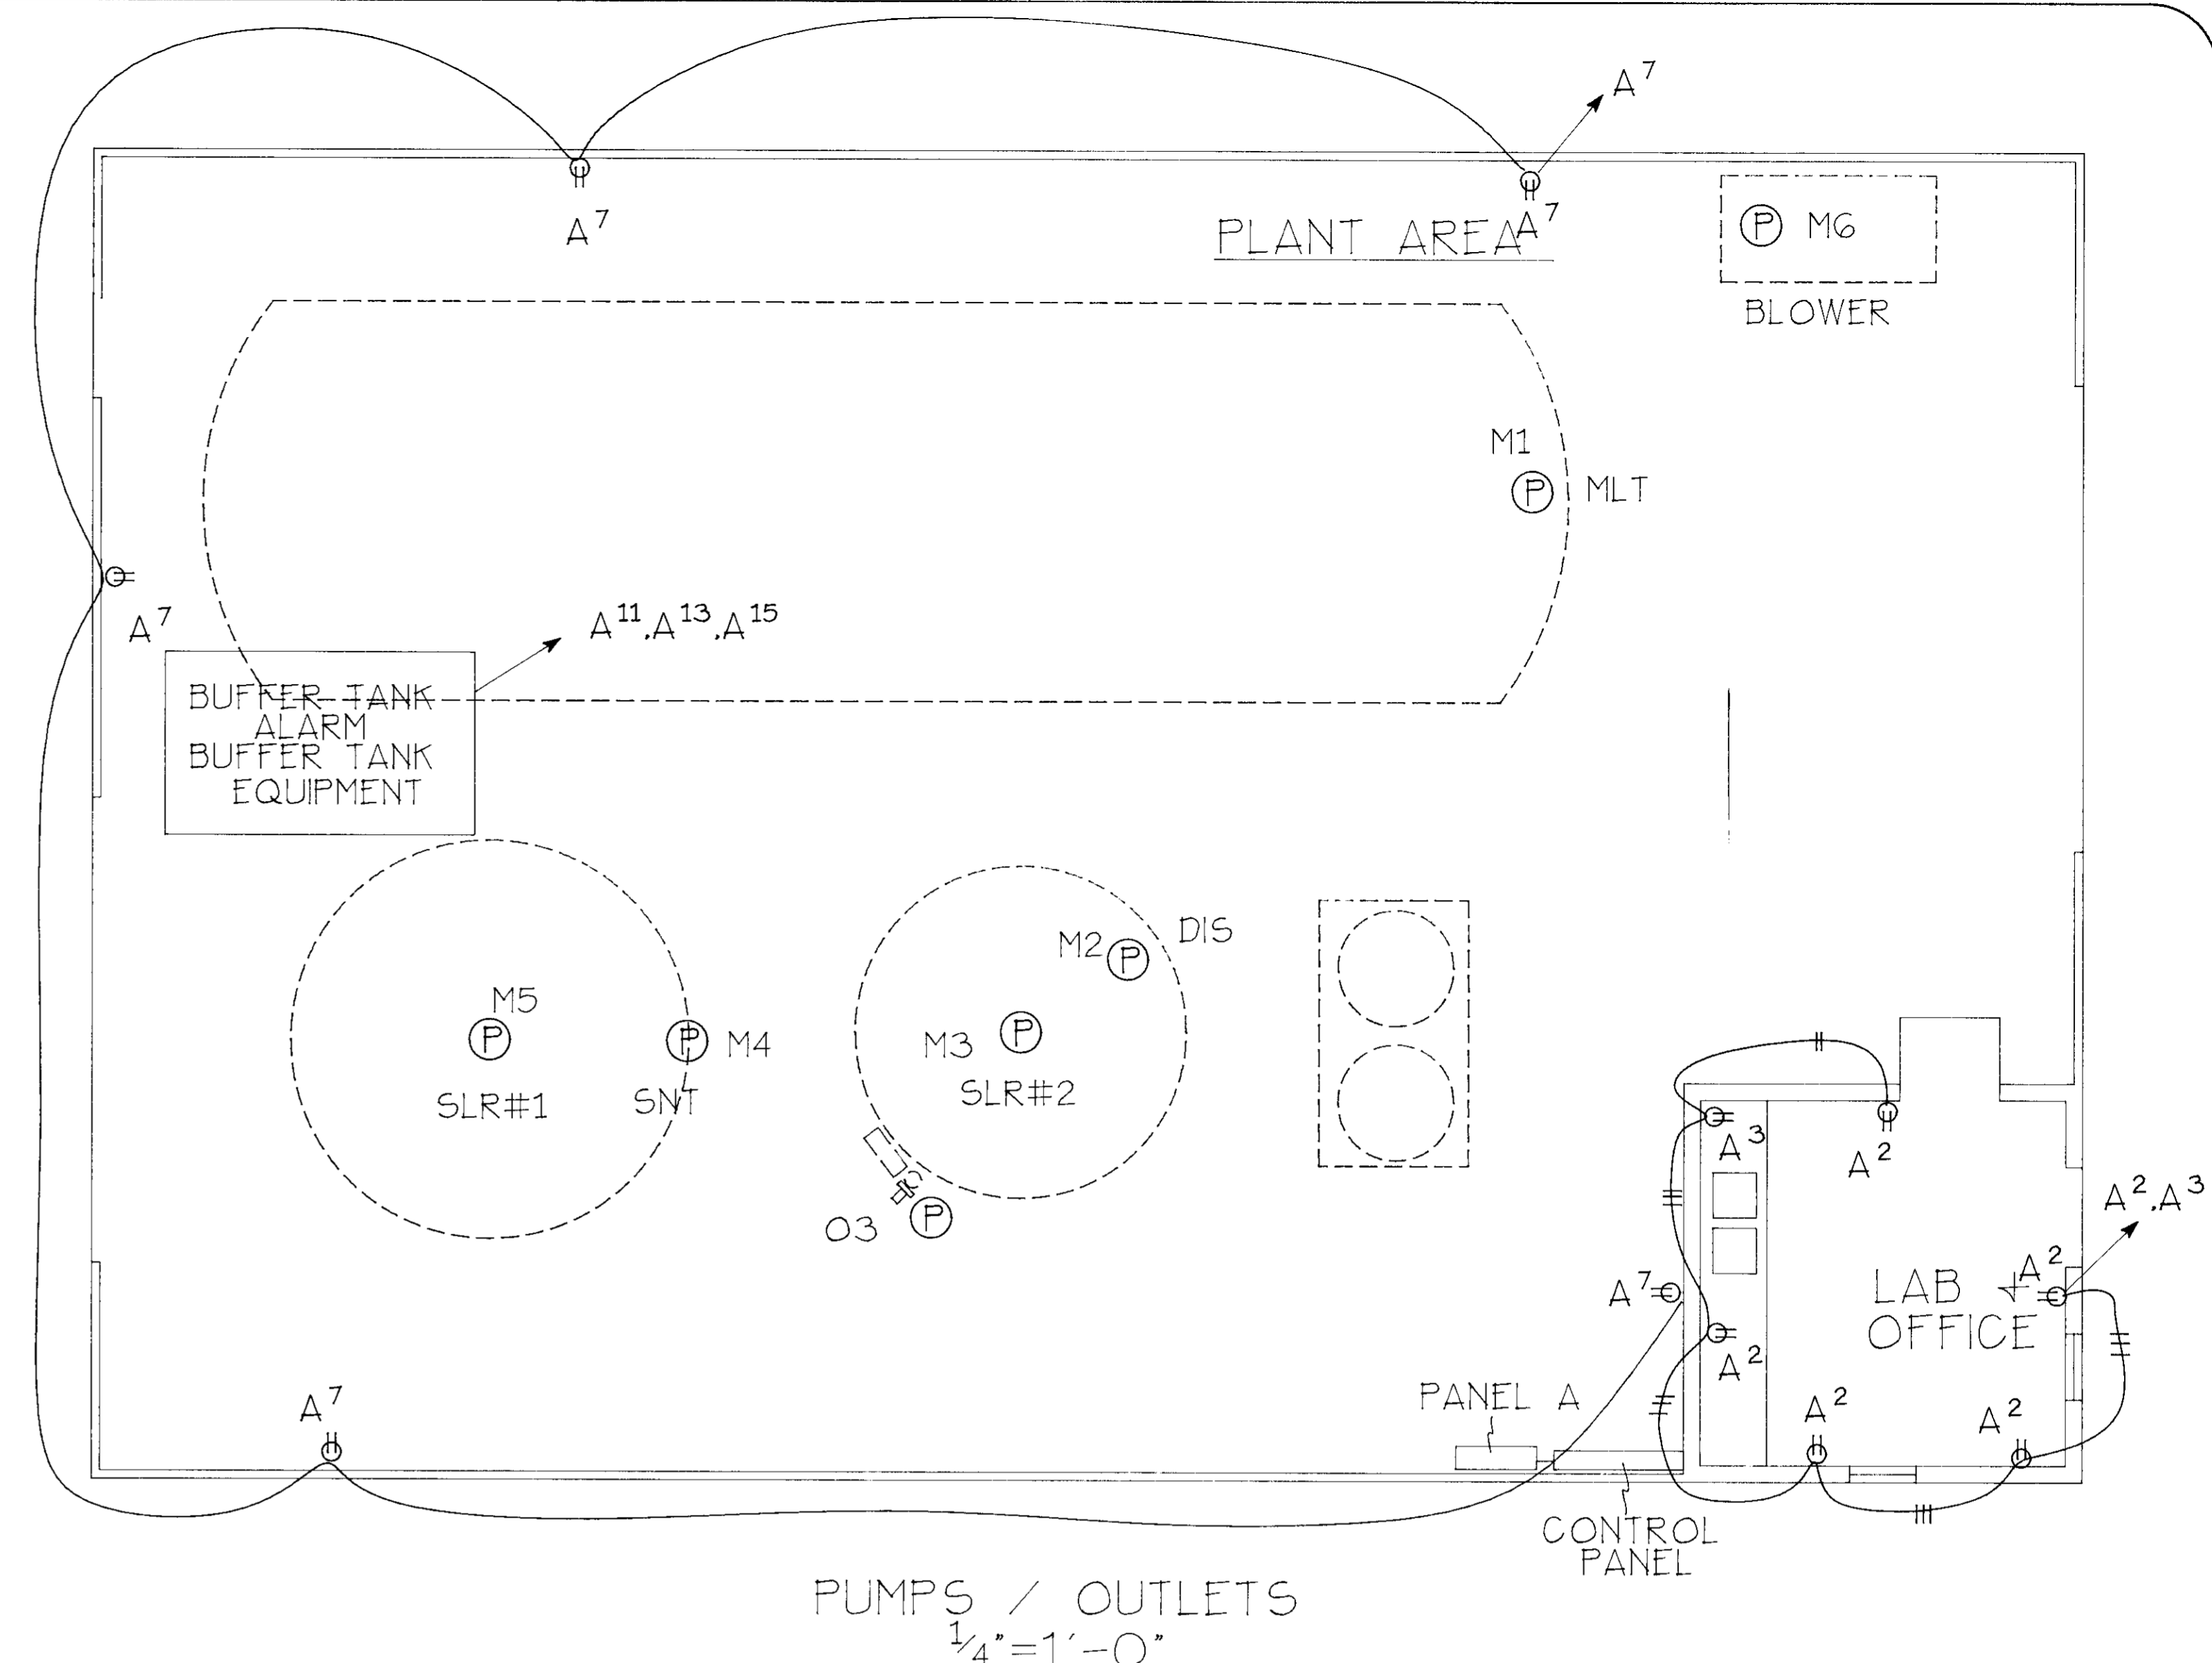 A7
A7
A7
PLANT AREA
P M6
BLOWER
M1
P MLT
A7
A11,A13,A15
BUFFER TANK
ALARM
BUFFER TANK
EQUIPMENT
DIS
M2 P
M5
P
P M4
M3 P
SLR#1
SNT
SLR#2
O3 P
A3
A2
A2,A3
A2
A7
LAB +
OFFICE
A2
PANEL A
A7
A2
A2
CONTROL
PANEL
PUMPS / OUTLETS
1/4"=1'-0"